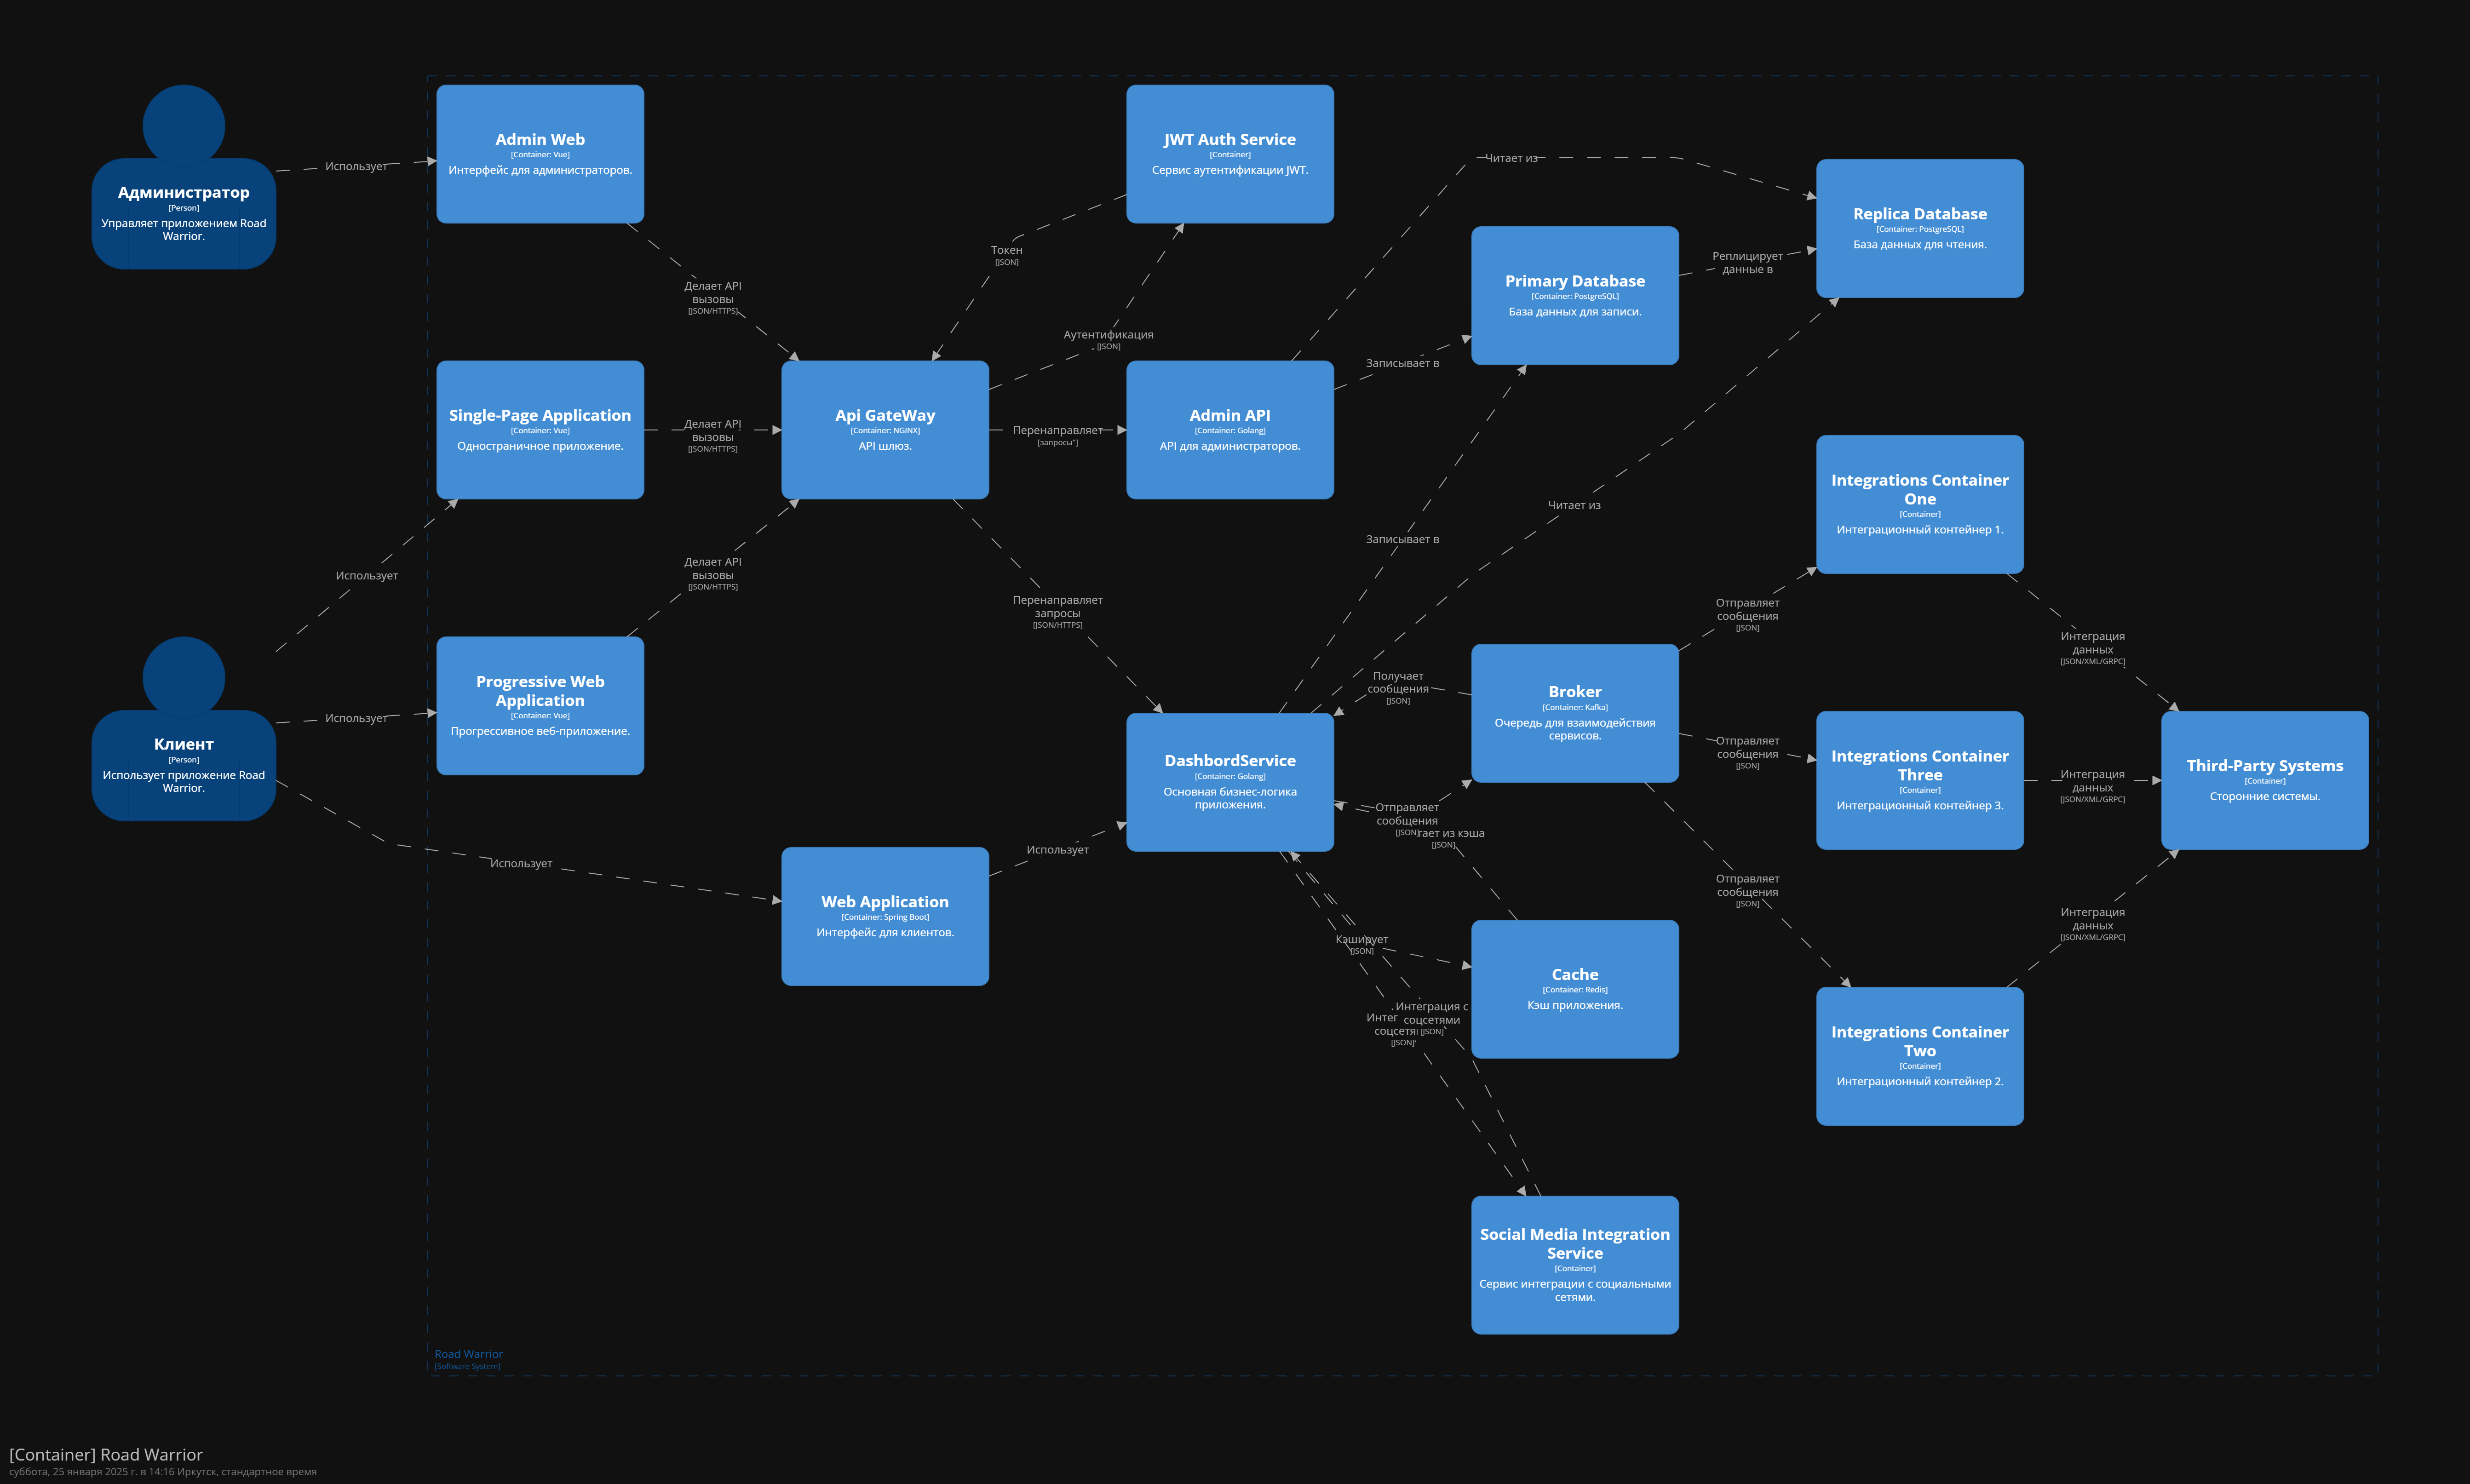 Администратор
[Person]
Управляет приложением Road
Warrior.
Использует
Admin Web
[Container: Vue]
Интерфейс для администраторов.
Делает API
вызовы
[JSON/HTTPS]
JWT Auth Service
[Container]
Сервис аутентификации JWT.
Токен
[JSON]
Аутентификация
[JSON]
Читает из
Replica Database
[Container: PostgreSQL]
База данных для чтения.
Primary Database
[Container: PostgreSQL]
База данных для записи.
Реплицирует
данные в
Записывает в
Single-Page Application
[Container: Vue]
Одностраничное приложение.
Делает API
вызовы
[JSON/HTTPS]
Api GateWay
[Container: NGINX]
API шлюз.
Перенаправляет
[запросы"]
Admin API
[Container: Golang]
API для администраторов.
Использует
Делает API
вызовы
[JSON/HTTPS]
Перенаправляет
запросы
[JSON/HTTPS]
Записывает в
Читает из
Integrations Container
One
[Container]
Интеграционный контейнер 1.
Отправляет
сообщения
[JSON]
Интеграция
данных
[JSON/XML/GRPC]
Клиент
[Person]
Использует приложение Road
Warrior.
Использует
Progressive Web
Application
[Container: Vue]
Прогрессивное веб-приложение.
DashbordService
[Container: Golang]
Основная бизнес-логика
приложения.
Получает
сообщения
[JSON]
Broker
[Container: Kafka]
Очередь для взаимодействия
сервисов.
Отправляет
сообщения
[JSON]
Integrations Container
Three
[Container]
Интеграционный контейнер 3.
Интеграция
данных
[JSON/XML/GRPC]
Third-Party Systems
[Container]
Сторонние системы.
Отправляет
сообщения
[JSON]
из кэша
[JSON]
Использует
Использует
Web Application
[Container: Spring Boot]
Интерфейс для клиентов.
Отправляет
сообщения
[JSON]
Интеграция
данных
[JSON/XML/GRPC]
Кэширует
[JSON]
Cache
[Container: Redis]
Кэш приложения.
Интеграция с
соцсетями
[JSON]
[JSON]
Integrations Container
Two
[Container]
Интеграционный контейнер 2.
Social Media Integration
Service
[Container]
Сервис интеграции с социальными
сетями.
Road Warrior
[Software System]
[Container] Road Warrior
суббота, 25 января 2025 г. в 14:16 Иркутск, стандартное время